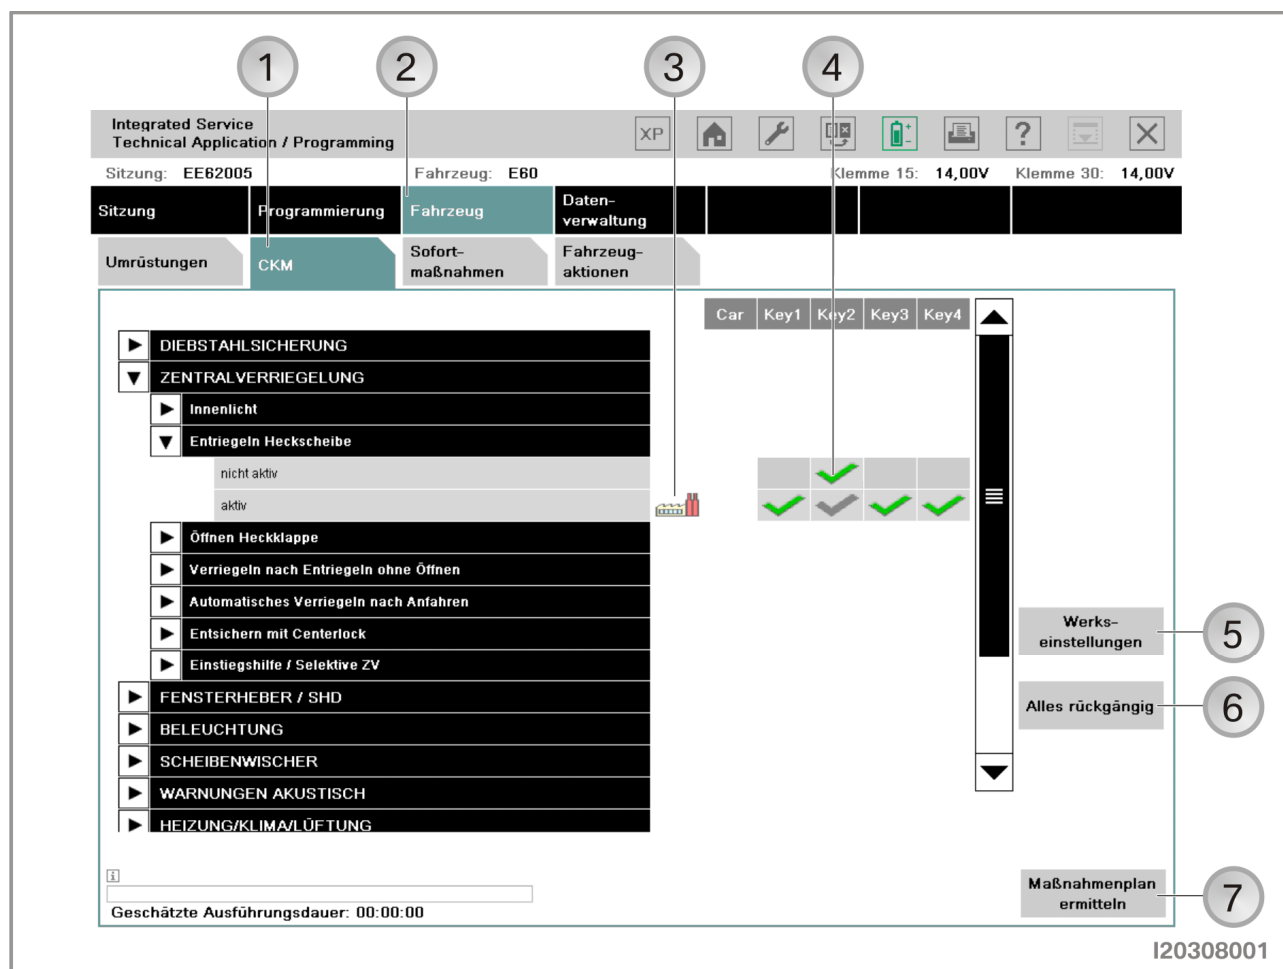 1 2 3 4
Integrated Service
Technical Application / Programming
XP
?
Sitzung: EE62005 Fahrzeug: E60 Klemme 15: 14,00V Klemme 30: 14,00V
Sitzung Programmierung Fahrzeug Daten-
verwaltung
Umrüstungen CKM Sofort-
maßnahmen Fahrzeug-
aktionen
Car Key1 Key2 Key3 Key4
DIEBSTAHLSICHERUNG
ZENTRALVERRIEGELUNG
Innenlicht
Entriegeln Heckscheibe
nicht aktiv
aktiv
Öffnen Heckklappe
Verriegeln nach Entriegeln ohne Öffnen
Automatisches Verriegeln nach Anfahren
Entsichern mit Centerlock
Einstiegshilfe / Selektive ZV
FENSTERHEBER / SHD
BELEUCHTUNG
SCHEIBENWISCHER
WARNUNGEN AKUSTISCH
HEIZUNG/KLIMA/LÜFTUNG
Werks-
einstellungen
5
Alles rückgängig
6
i
Geschätzte Ausführungsdauer: 00:00:00
Maßnahmenplan
ermitteln
7
I20308001